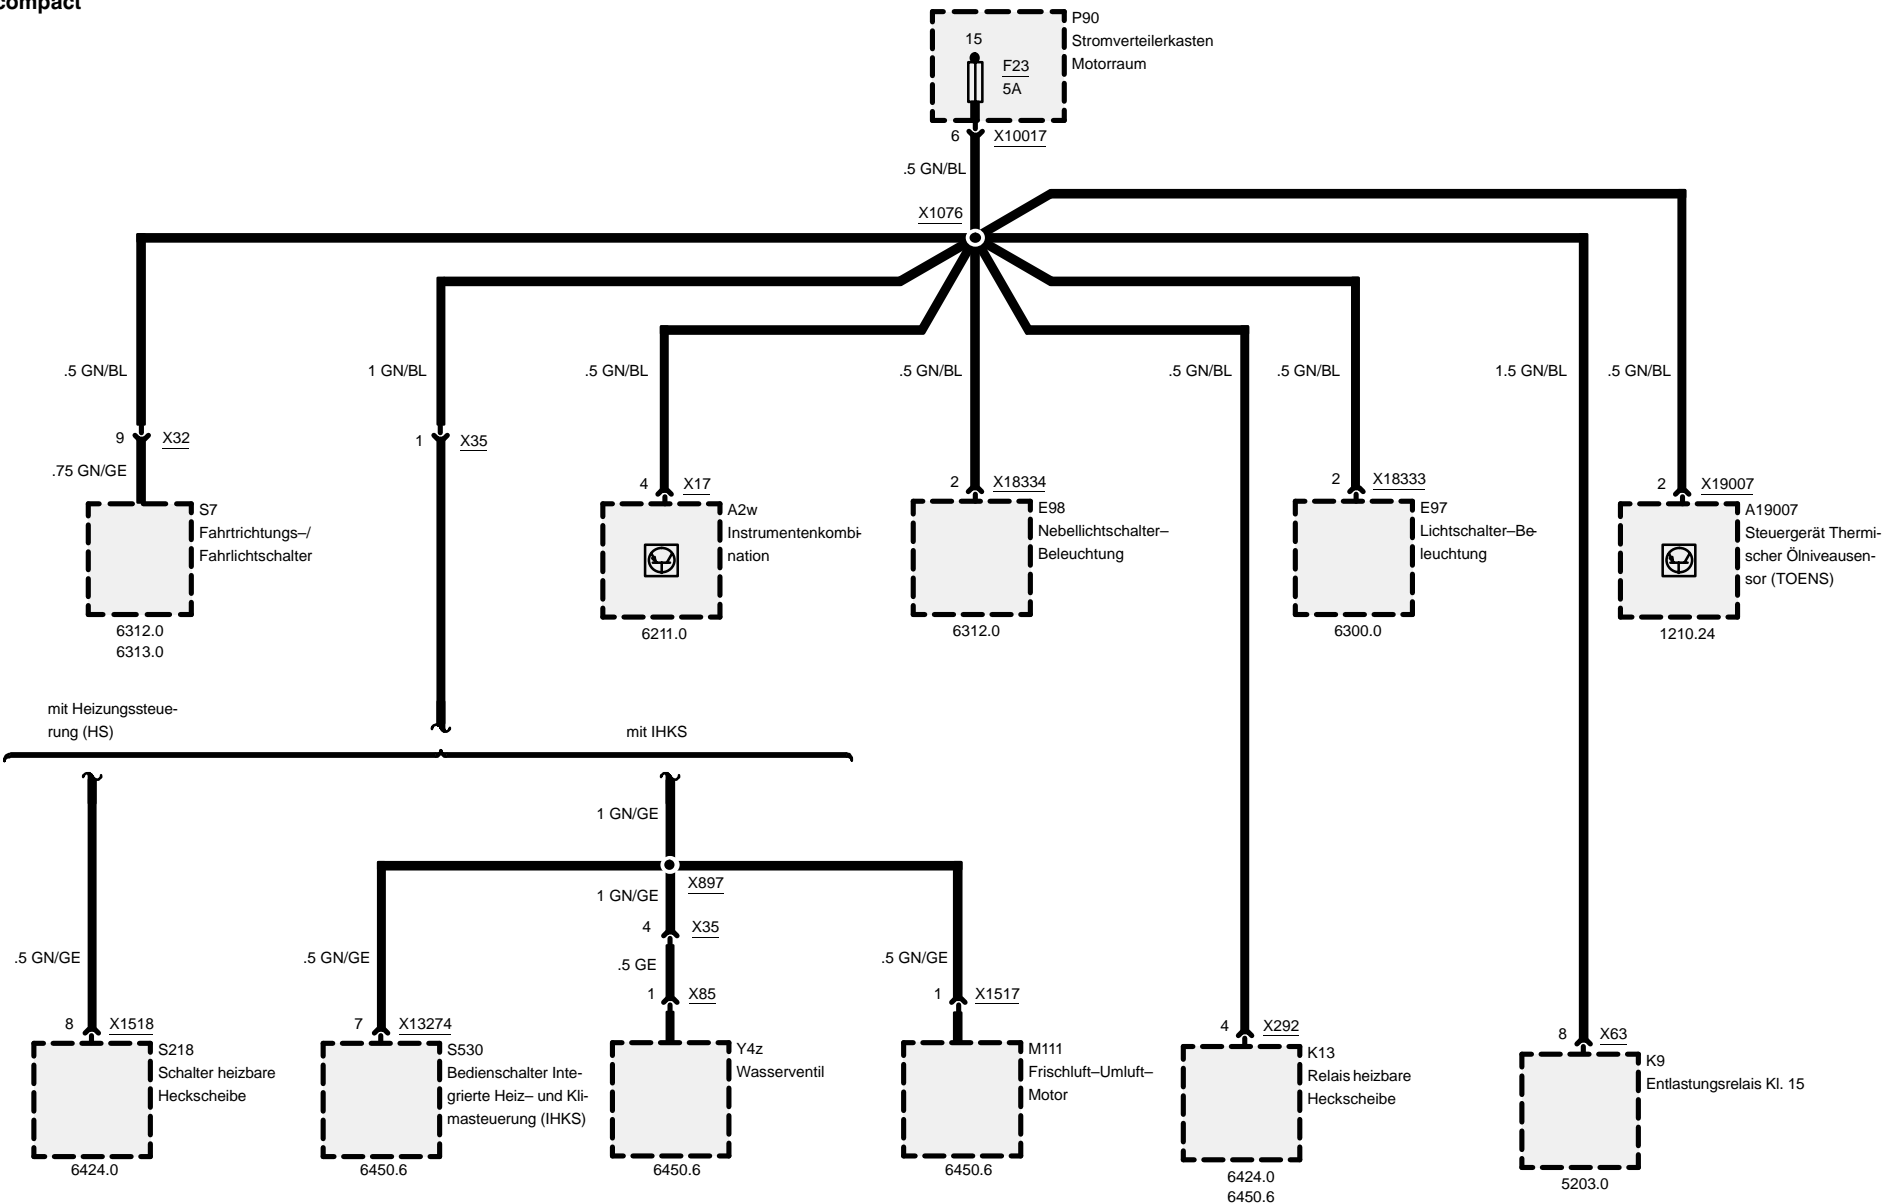 compact
P90
Stromverteilerkasten
Motorraum
15
F23
5A
6 X10017
.5 GN/BL
X1076
.5 GN/BL
1 GN/BL
.5 GN/BL
.5 GN/BL
.5 GN/BL
.5 GN/BL
1.5 GN/BL
.5 GN/BL
9 X32
1 X35
.75 GN/GE
4 X17
2 X18334
2 X18333
2 X19007
S7
Fahrtrichtungs–/
Fahrlichtschalter
6312.0
6313.0
A2w
Instrumentenkombi-
nation
6211.0
E98
Nebellichtschalter–
Beleuchtung
6312.0
E97
Lichtschalter–Be-
leuchtung
6300.0
A19007
Steuergerät Thermi-
scher Ölniveausen-
sor (TOENS)
1210.24
mit Heizungssteue-
rung (HS)
mit IHKS
1 GN/GE
X897
1 GN/GE
4 X35
.5 GN/GE
.5 GN/GE
.5 GE
.5 GN/GE
8 X1518
7 X13274
1 X85
1 X1517
4 X292
8 X63
S218
Schalter heizbare
Heckscheibe
6424.0
S530
Bedienschalter Inte-
grierte Heiz– und Kli-
masteuerung (IHKS)
6450.6
Y4z
Wasserventil
6450.6
M111
Frischluft–Umluft–
Motor
6450.6
K13
Relais heizbare
Heckscheibe
6424.0
6450.6
K9
Entlastungsrelais Kl. 15
5203.0